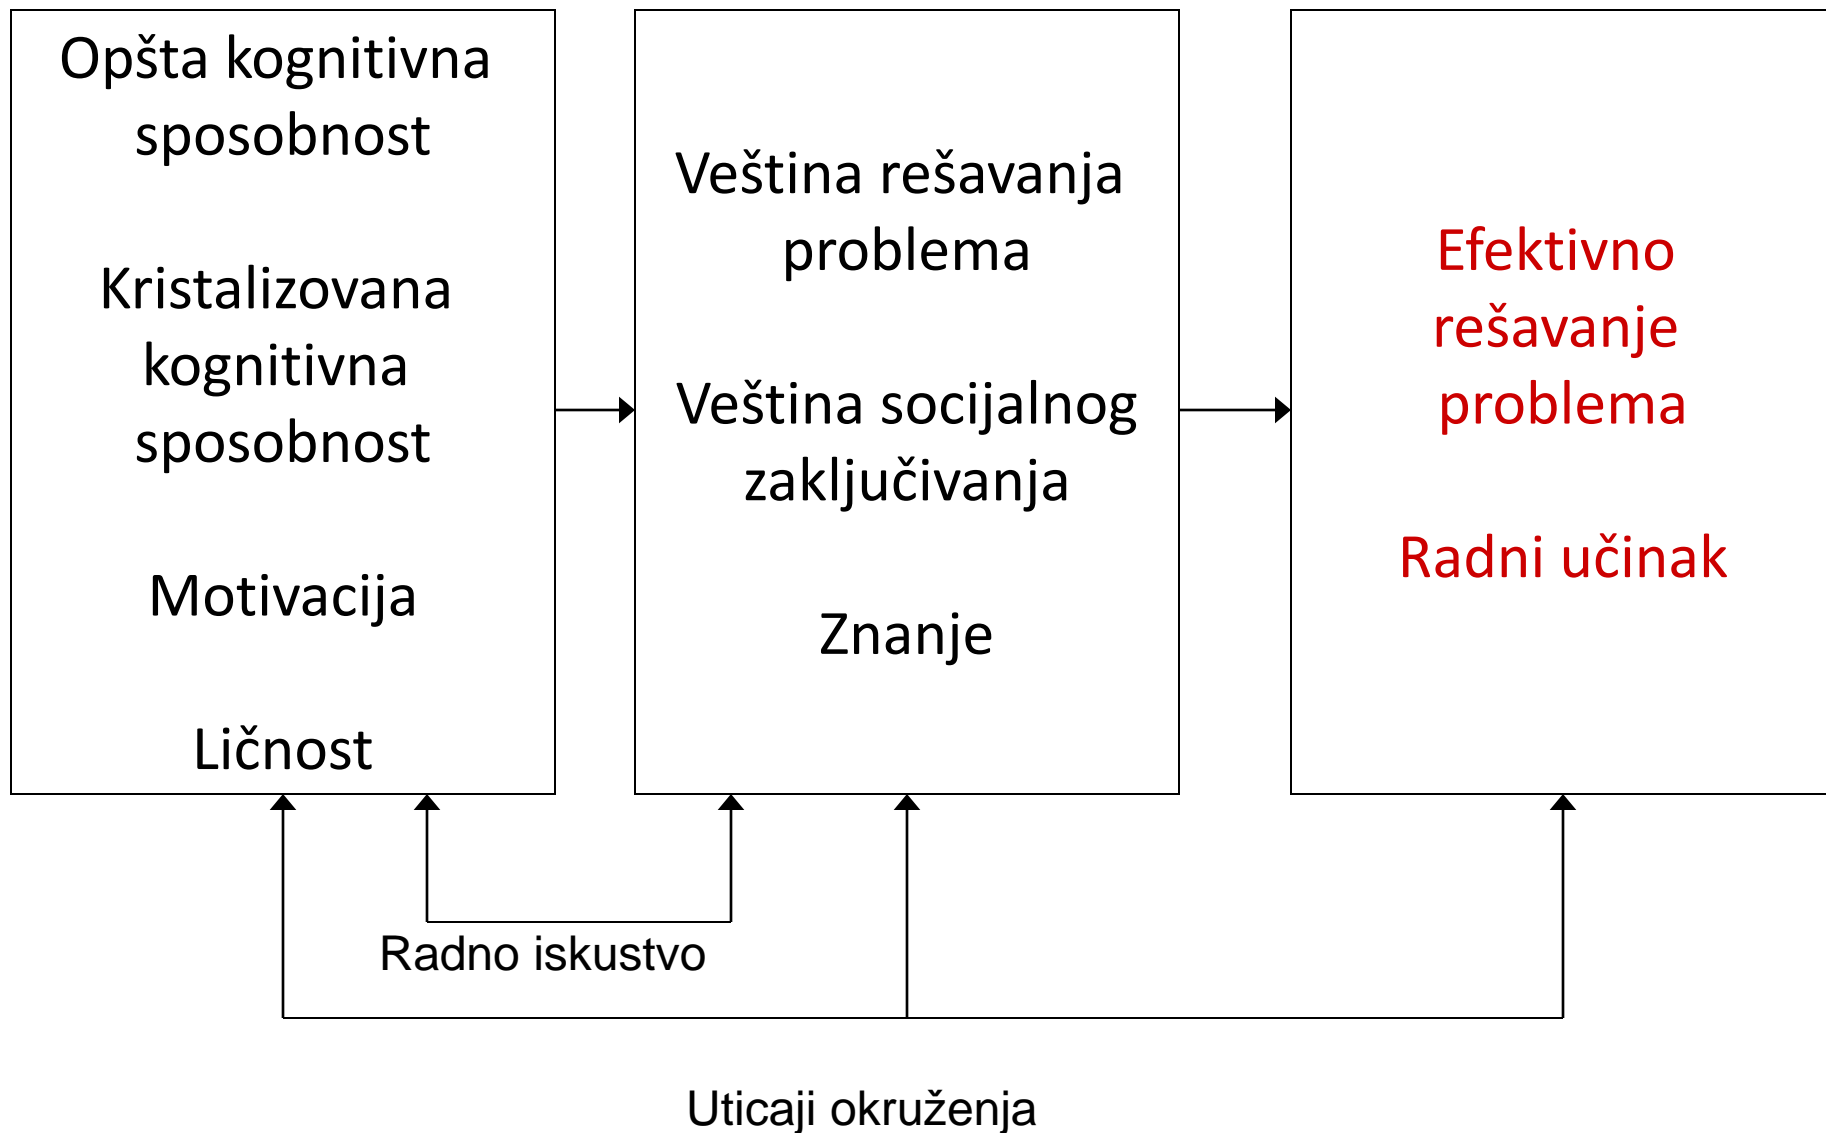 Opšta kognitivna
sposobnost
Kristalizovana
kognitivna
sposobnost
Motivacija
Ličnost
Veština rešavanja
problema
Veština socijalnog
zaključivanja
Znanje
Efektivno
rešavanje
problema
Radni učinak
Radno iskustvo
Uticaji okruženja